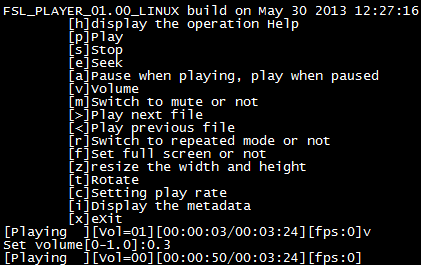 FSL_PLAYER_01.00_LINUX build on May 30 2013 12:27:16
[h]display the operation Help
[p]Play
[s]Stop
[e]Seek
[a]Pause when playing, play when paused
[v]Volume
[m]Switch to mute or not
[>]Play next file
[<]Play previous file
[r]Switch to repeated mode or not
[f]Set full screen or not
[z]resize the width and height
[t]Rotate
[c]Setting play rate
[i]Display the metadata
[x]eXit
[Playing  ][Vol=01][00:00:03/00:03:24][fps:0]v
Set volume[0-1.0]:0.3
[Playing  ][Vol=00][00:00:50/00:03:24][fps:0]